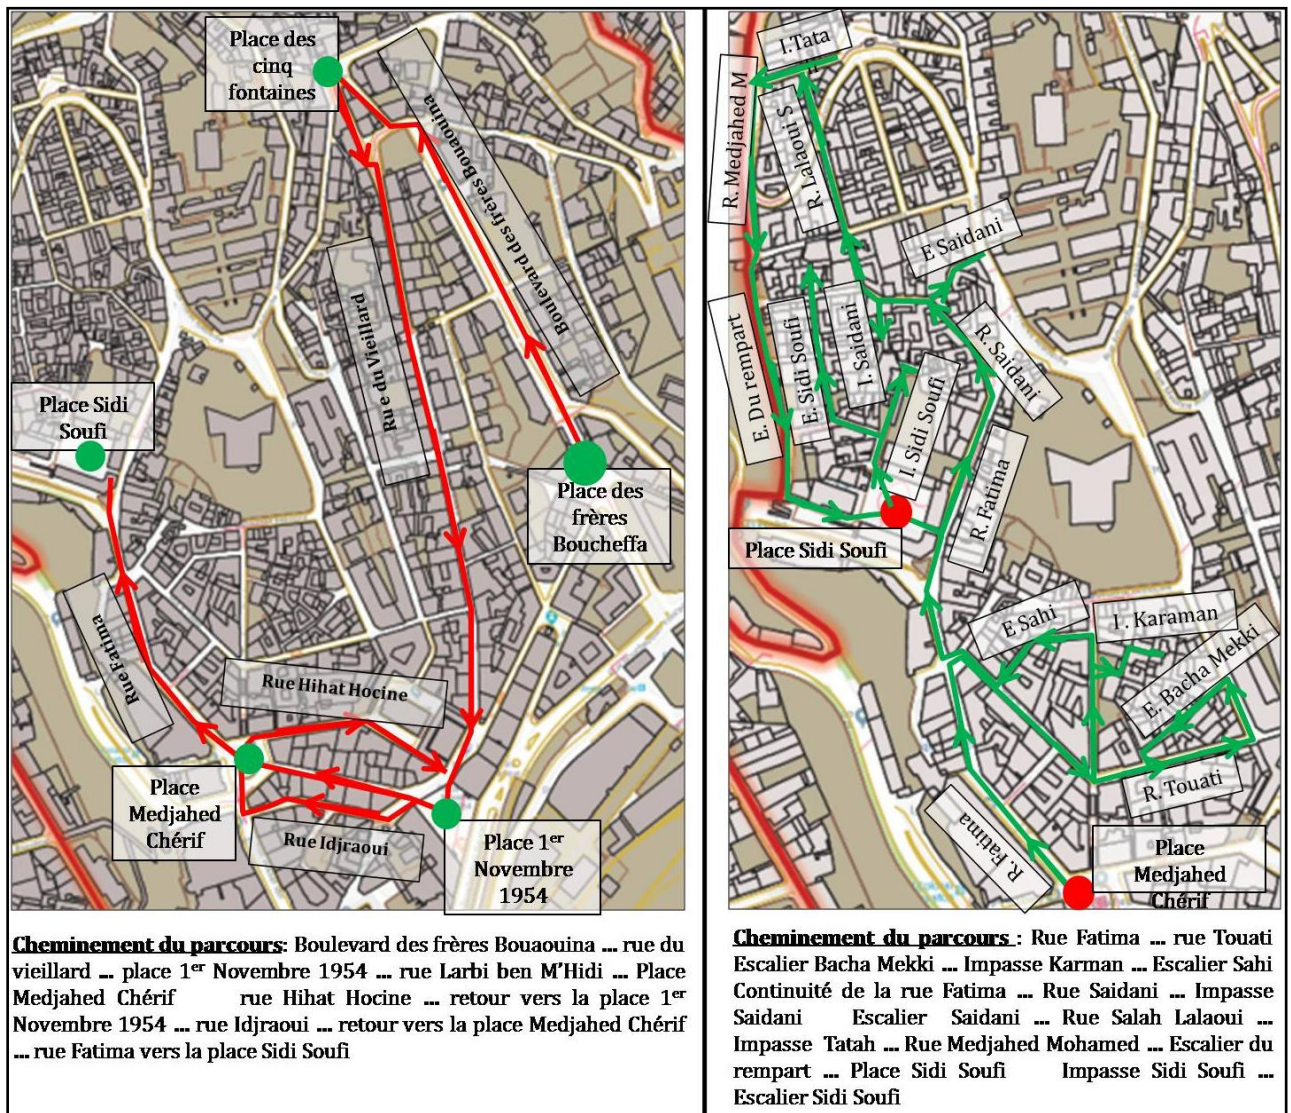 Place des
cinq
fontaines
Boulevard des frères Bouaouina
Rue du Vieillard
Place Sidi
Soufi
Place des
frères
Boucheffa
Rue Fatima
Rue Hihat Hocine
Place
Medjahed
Chérif
Rue Idjraoui
Place 1er
Novembre
1954
Cheminement du parcours: Boulevard des frères Bouaouina ... rue du
vieillard ... place 1er Novembre 1954 ... rue Larbi ben M'Hidi ... Place
Medjahed Chérif rue Hihat Hocine ... retour vers la place 1er
Novembre 1954 ... rue Idjraoui ... retour vers la place Medjahed Chérif
... rue Fatima vers la place Sidi Soufi
I.Tata
R. Medjahed M
R. Lalaoui S
E Saidani
E. Du rempart
E. Sidi Soufi
I. Saidani
R. Saidani
I. Sidi Soufi
R. Fatima
Place Sidi Soufi
E Sahi
I . Karaman
E. Bacha Mekki
R. Touati
R. Fatima
Place
Medjahed
Chérif
Cheminement du parcours : Rue Fatima ... rue Touati
Escalier Bacha Mekki ... Impasse Karman ... Escalier Sahi
Continuité de la rue Fatima ... Rue Saidani ... Impasse
Saidani Escalier Saidani ... Rue Salah Lalaoui ...
Impasse Tatah ... Rue Medjahed Mohamed ... Escalier du
rempart ... Place Sidi Soufi Impasse Sidi Soufi ...
Escalier Sidi Soufi